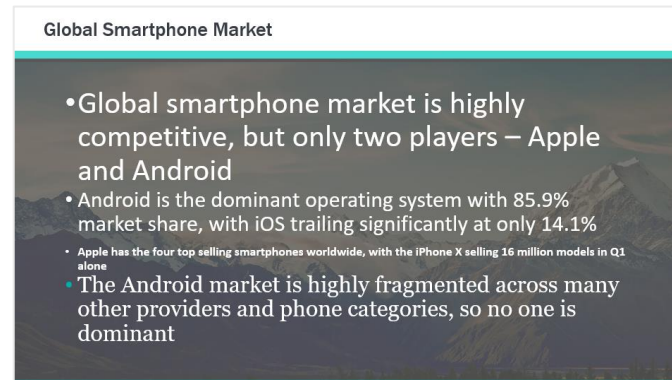 Global Smartphone Market
•Global smartphone market is highly
competitive, but only two players – Apple
and Android
• Android is the dominant operating system with 85.9%
market share, with iOS trailing significantly at only 14.1%
• Apple has the four top selling smartphones worldwide, with the iPhone X selling 16 million models in Q1
alone
• The Android market is highly fragmented across many
other providers and phone categories, so no one is
dominant